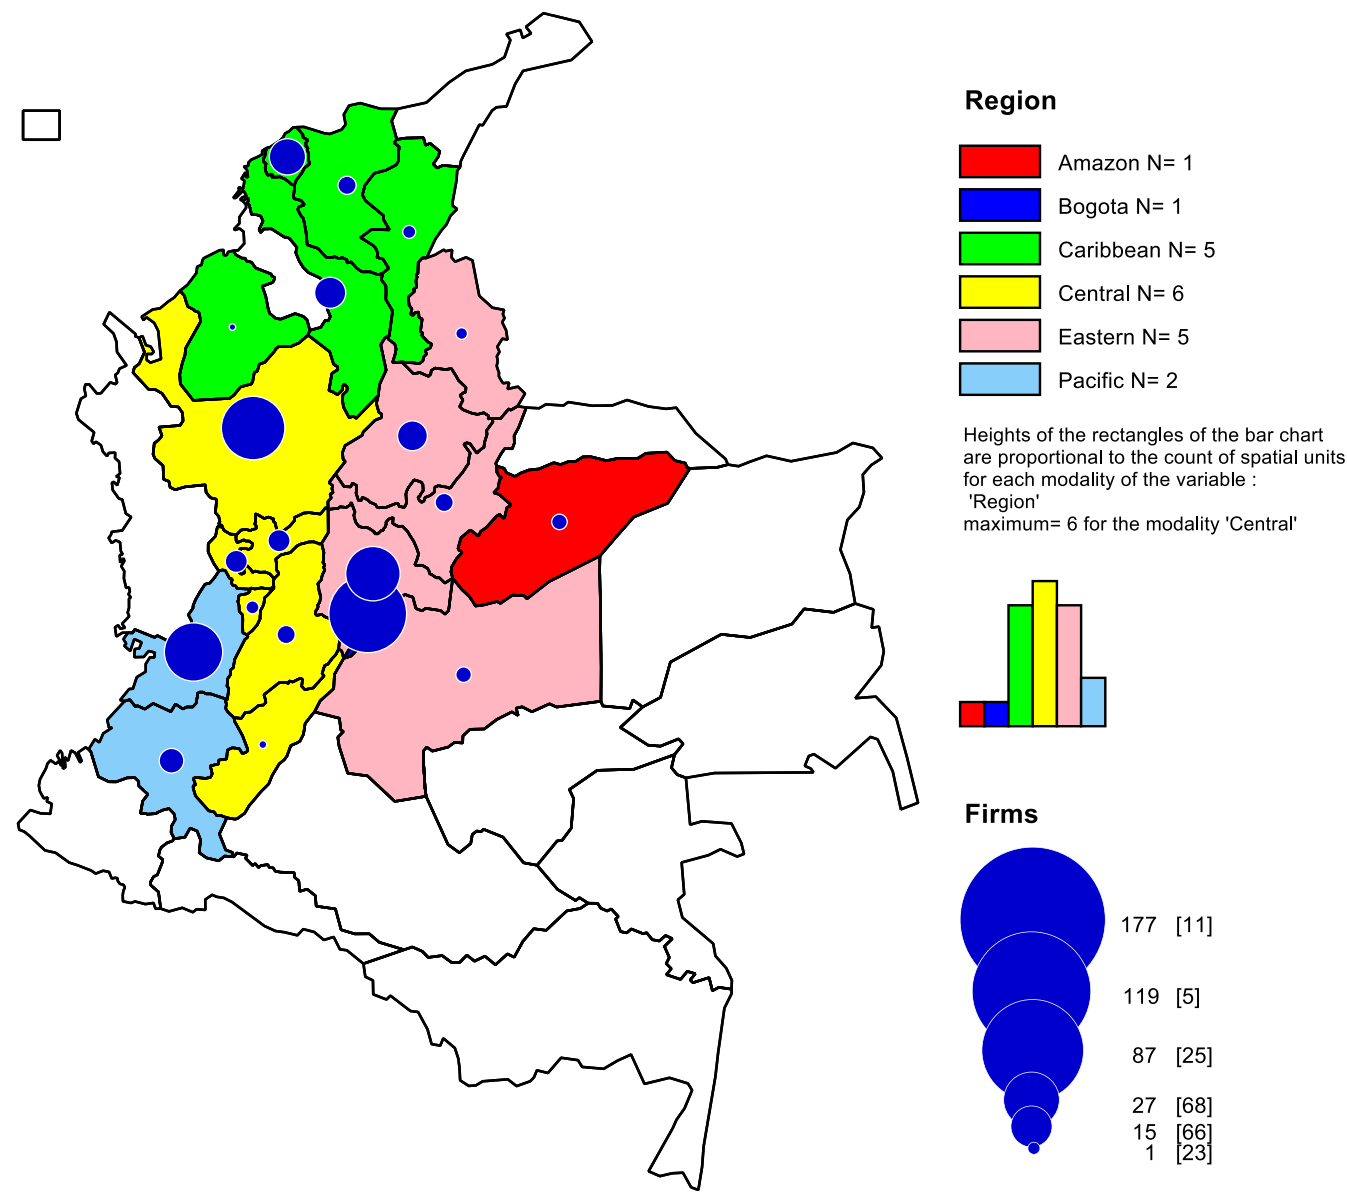 Region
Amazon N= 1
Bogota N= 1
Caribbean N= 5
Central N= 6
Eastern N= 5
Pacific N= 2
Heights of the rectangles of the bar chart
are proportional to the count of spatial units
for each modality of the variable :
'Region'
maximum= 6 for the modality 'Central'
Firms
177 [11]
119 [5]
87 [25]
27 [68]
15 [66]
1 [23]